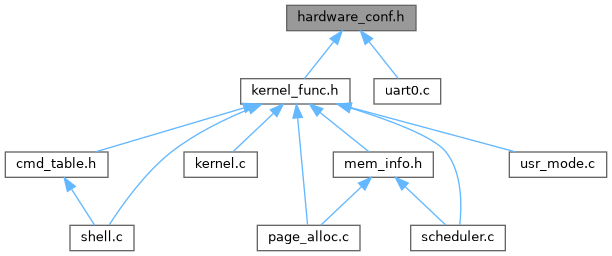 hardware_conf.h
kernel_func.h
uart0.c
cmd_table.h
kernel.c
mem_info.h
usr_mode.c
shell.c
page_alloc.c
scheduler.c